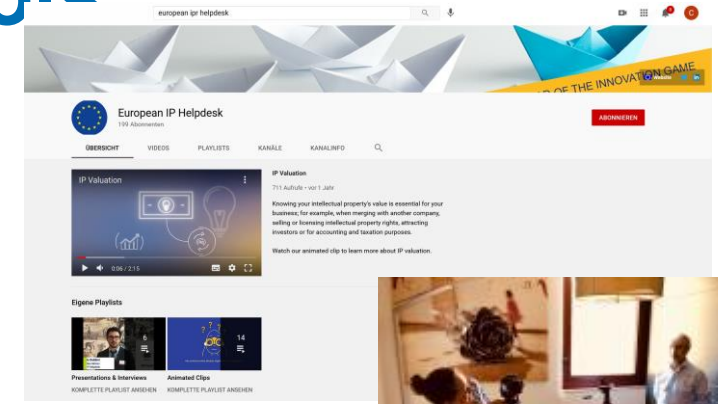 european ipr helpdesk
OF THE INNOVATION GAME
European IP Helpdesk
199 Abonnenten
ABONNIEREN
ÜBERSICHT VIDEOS PLAYLISTS KANÄLE KANALINFO
IP Valuation
0:06 / 2:15
IP Valuation
711 Aufrufe • vor 1 Jahr
Knowing your intellectual property's value is essential for your
business; for example, when merging with another company,
selling or licensing intellectual property rights, attracting
investors or for accounting and taxation purposes.
Watch our animated clip to learn more about IP valuation.
Eigene Playlists
6
14
Presentations & Interviews
KOMPLETTE PLAYLIST ANSEHEN
Animated Clips
KOMPLETTE PLAYLIST ANSEHEN